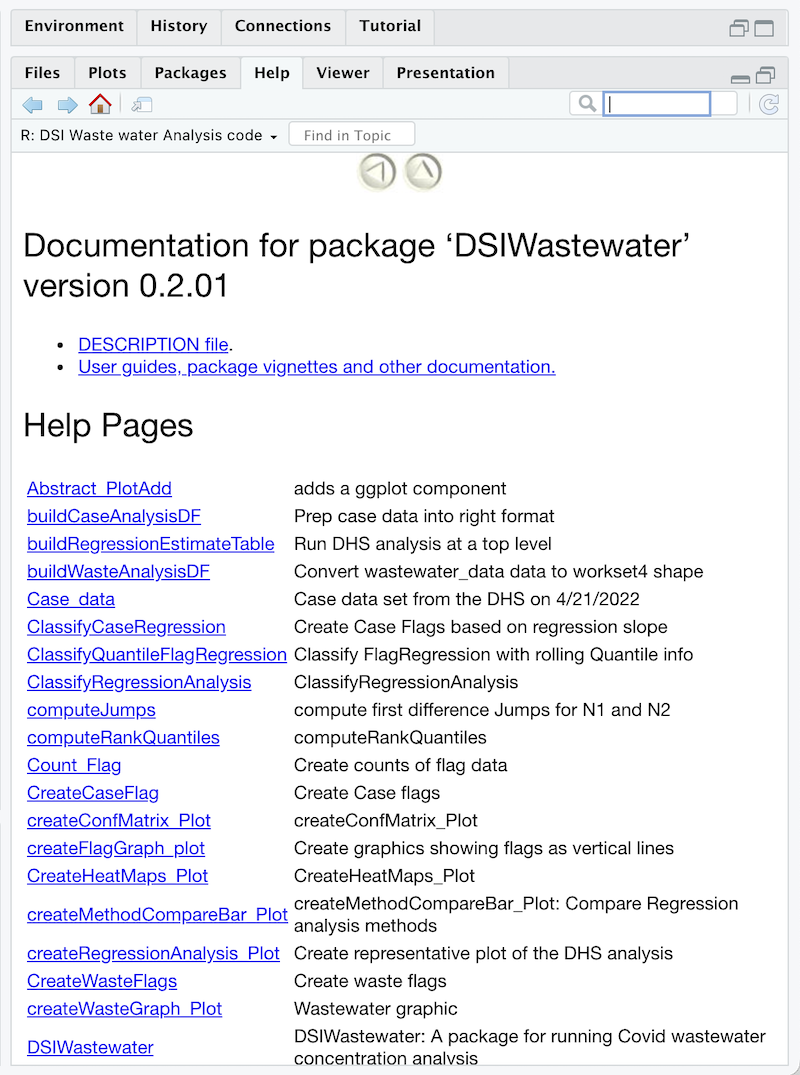 Environment History Connections Tutorial
Files Plots Packages Help Viewer Presentation
R: DSI Waste water Analysis code Find in Topic
Documentation for package ‘DSIWastewater’
version 0.2.01
• DESCRIPTION file.
• User guides, package vignettes and other documentation.
Help Pages
Abstract_PlotAdd adds a ggplot component
buildCaseAnalysisDF Prep case data into right format
buildRegressionEstimateTable Run DHS analysis at a top level
buildWasteAnalysisDF Convert wastewater_data data to workset4 shape
Case_data Case data set from the DHS on 4/21/2022
ClassifyCaseRegression Create Case Flags based on regression slope
ClassifyQuantileFlagRegression Classify FlagRegression with rolling Quantile info
ClassifyRegressionAnalysis ClassifyRegressionAnalysis
computeJumps compute first difference Jumps for N1 and N2
computeRankQuantiles computeRankQuantiles
Count_Flag Create counts of flag data
CreateCaseFlag Create Case flags
createConfMatrix_Plot createConfMatrix_Plot
createFlagGraph_plot Create graphics showing flags as vertical lines
CreateHeatMaps_Plot CreateHeatMaps_Plot
createMethodCompareBar_Plot createMethodCompareBar_Plot: Compare Regression
analysis methods
createRegressionAnalysis_Plot Create representative plot of the DHS analysis
CreateWasteFlags Create waste flags
createWasteGraph_Plot Wastewater graphic
DSIWastewater DSIWastewater: A package for running Covid wastewater
concentration analysis